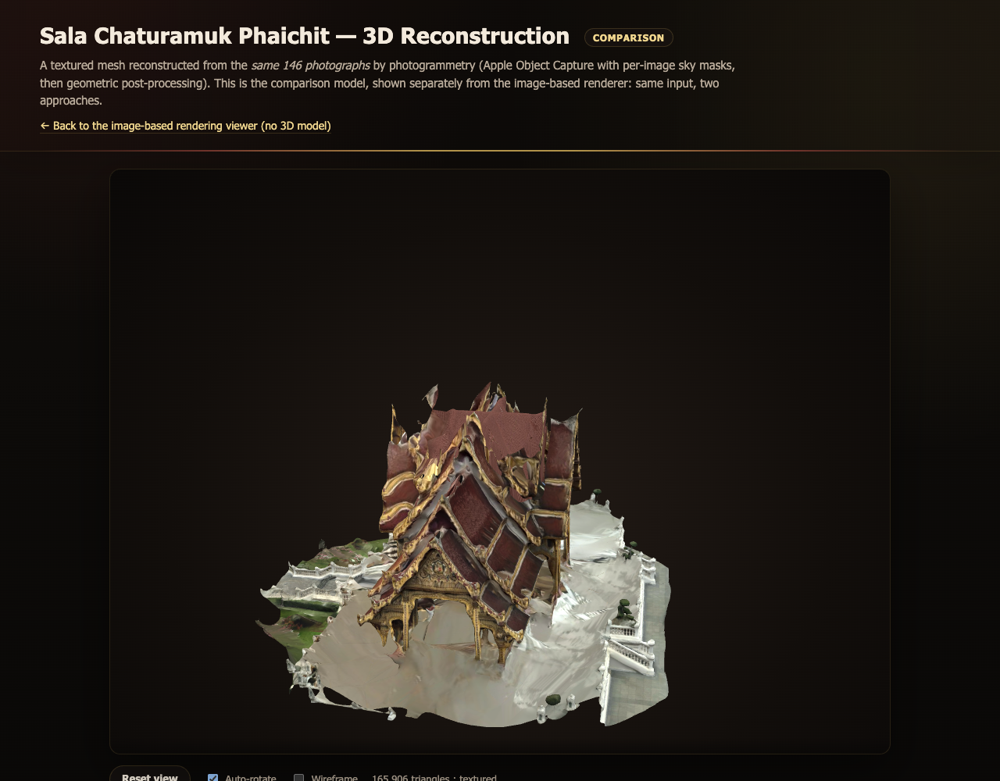 Sala Chaturamuk Phaichit — 3D Reconstruction COMPARISON
A textured mesh reconstructed from the same 146 photographs by photogrammetry (Apple Object Capture with per-image sky masks,
then geometric post-processing). This is the comparison model, shown separately from the image-based renderer: same input, two
approaches.
← Back to the image-based rendering viewer (no 3D model)
Reset view Auto-rotate Wireframe 165,906 triangles · textured